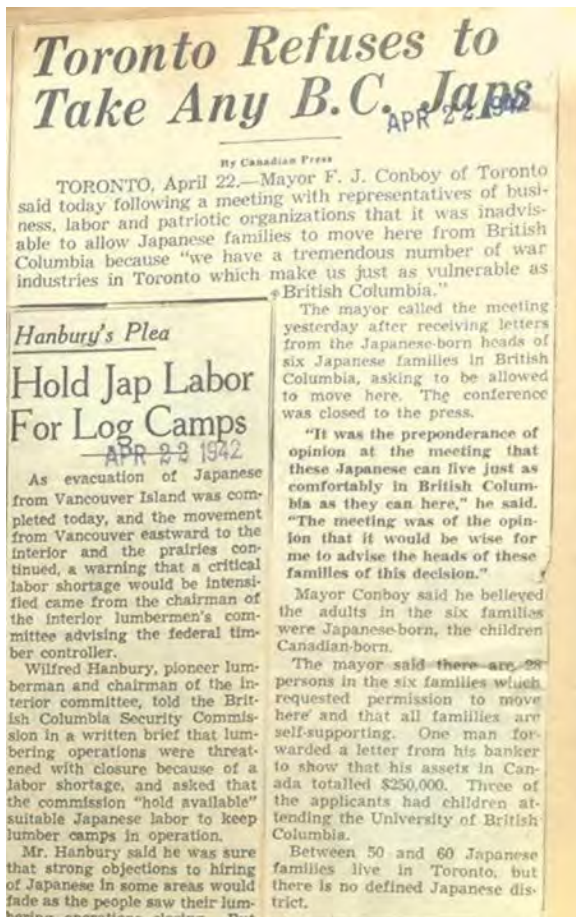 Toronto Refuses to
Take Any B.C. Japs
APR 22 1942
By Canadian Press
TORONTO, April 22.—Mayor F. J. Conboy of Toronto
said today following a meeting with representatives of busi-
ness, labor and patriotic organizations that it was inadvis-
able to allow Japanese families to move here from British
Columbia because "we have a tremendous number of war
industries in Toronto which make us just as vulnerable as
British Columbia."
The mayor called the meeting
yesterday after receiving letters
from the Japanese-born heads of
six Japanese families in British
Columbia, asking to be allowed
to move here. The conference
was closed to the press.
"It was the preponderance of
opinion at the meeting that
these Japanese can live just as
comfortably in British Colum-
bia as they can here," he said.
"The meeting was of the opin-
ion that it would be wise for
me to advise the heads of these
families of this decision."
Mayor Conboy said he believed
the adults in the six families
were Japanese-born, the children
Canadian-born.
The mayor said there are 28
persons in the six families which
requested permission to move
here and that all famiilies are
self-supporting. One man for-
warded a letter from his banker
to show that his assets in Can-
ada totalled $250,000. Three of
the applicants had children at-
tending the University of British
Columbia.
Between 50 and 60 Japanese
families live in Toronto, but
there is no defined Japanese dis-
trict.
Hanbury's Plea
Hold Jap Labor
For Log Camps
APR 22 1942
As evacuation of Japanese
from Vancouver Island was com-
pleted today, and the movement
from Vancouver eastward to the
interior and the prairies con-
tinued, a warning that a critical
labor shortage would be intensi-
fied came from the chairman of
the interior lumbermen's com-
mittee advising the federal tim-
ber controller.
Wilfred Hanbury, pioneer lum-
berman and chairman of the in-
terior committee, told the Brit-
ish Columbia Security Commis-
sion in a written brief that lum-
bering operations were threat-
ened with closure because of a
labor shortage, and asked that
the commission "hold available"
suitable Japanese labor to keep
lumber camps in operation.
Mr. Hanbury said he was sure
that strong objections to hiring
of Japanese in some areas would
fade as the people saw their lum-
bering operations closing. But